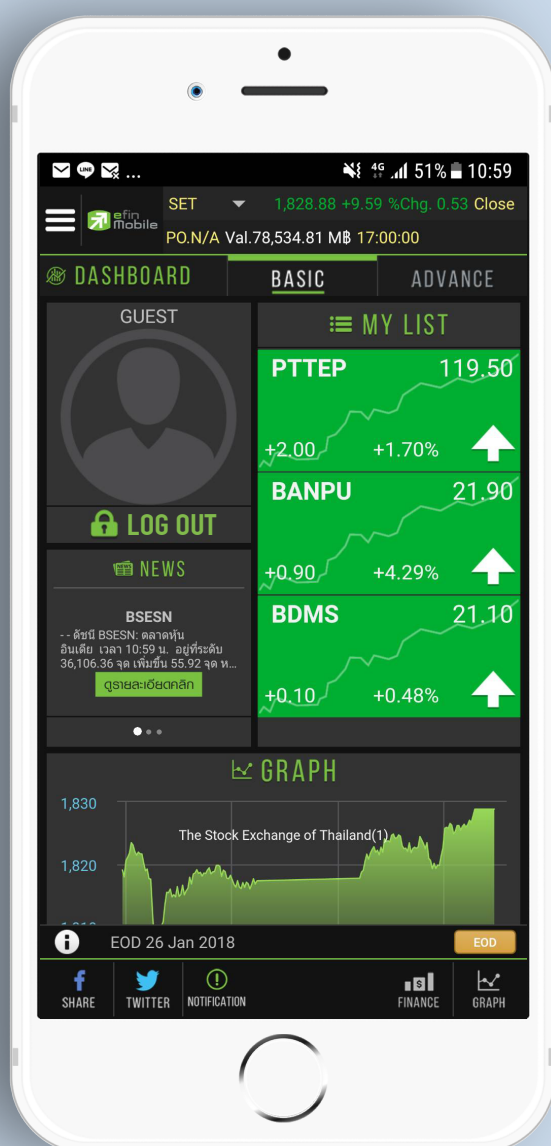 LINE ... 4G 51% 10:59
efin Mobile
SET 1,828.88 +9.59 %Chg. 0.53 Close
PO.N/A Val.78,534.81 M฿ 17:00:00
DASHBOARD BASIC ADVANCE
GUEST
LOG OUT
NEWS
BSESN
- - ดัชนี BSESN: ตลาดหุ้น
อินเดีย เวลา 10:59 น. อยู่ที่ระดับ
36,106.36 จุด เพิ่มขึ้น 55.92 จุด ห...
ดูรายละเอียดคลิก
MY LIST
PTTEP 119.50
+2.00 +1.70%
BANPU 21.90
+0.90 +4.29%
BDMS 21.10
+0.10 +0.48%
GRAPH
1,830
The Stock Exchange of Thailand(1)
1,820
EOD 26 Jan 2018 EOD
SHARE TWITTER NOTIFICATION FINANCE GRAPH